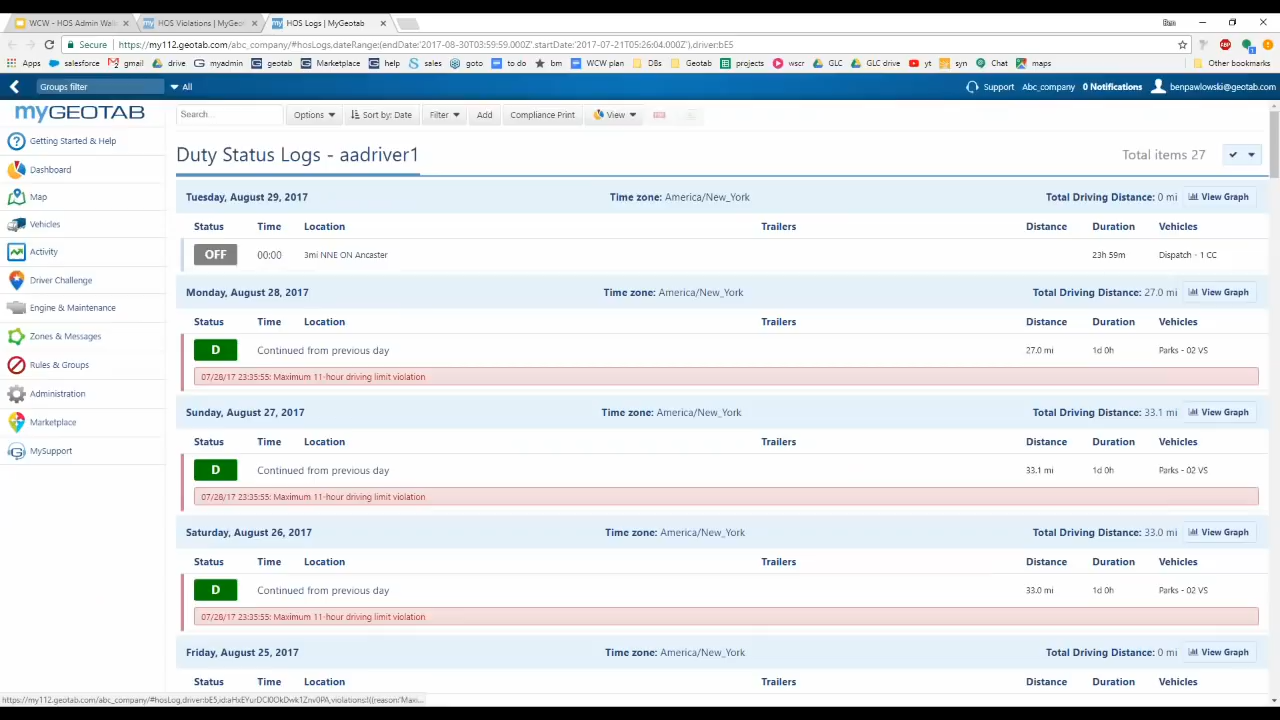 WCW - HOS Admin Walk
HOS Violations | MyGeot
HOS Logs | MyGeotab
Ben
Secure
https://my112.geotab.com/abc_company/#hosLogs,dateRange:(endDate:'2017-08-30T03:59:59.000Z',startDate:'2017-07-21T05:26:04.000Z'),driver:bE5
Apps salesforce gmail drive myadmin geotab Marketplace help sales goto to do bm WCW plan DBs Geotab projects wscr GLC GLC drive yt syn Chat maps Other bookmarks
Groups filter All Support Abc_company 0 Notifications benpawlowski@geotab.com
myGEOTAB
Getting Started & Help
Dashboard
Map
Vehicles
Activity
Driver Challenge
Engine & Maintenance
Zones & Messages
Rules & Groups
Administration
Marketplace
MySupport
Search... Options Sort by: Date Filter Add Compliance Print View
Duty Status Logs - aadriver1 Total items 27
Tuesday, August 29, 2017 Time zone: America/New_York Total Driving Distance: 0 mi View Graph
Status Time Location Trailers Distance Duration Vehicles
OFF 00:00 3mi NNE ON Ancaster 23h 59m Dispatch - 1 CC
Monday, August 28, 2017 Time zone: America/New_York Total Driving Distance: 27.0 mi View Graph
Status Time Location Trailers Distance Duration Vehicles
D Continued from previous day 27.0 mi 1d 0h Parks - 02 VS
07/28/17 23:35:55: Maximum 11-hour driving limit violation
Sunday, August 27, 2017 Time zone: America/New_York Total Driving Distance: 33.1 mi View Graph
Status Time Location Trailers Distance Duration Vehicles
D Continued from previous day 33.1 mi 1d 0h Parks - 02 VS
07/28/17 23:35:55: Maximum 11-hour driving limit violation
Saturday, August 26, 2017 Time zone: America/New_York Total Driving Distance: 33.0 mi View Graph
Status Time Location Trailers Distance Duration Vehicles
D Continued from previous day 33.0 mi 1d 0h Parks - 02 VS
07/28/17 23:35:55: Maximum 11-hour driving limit violation
Friday, August 25, 2017 Time zone: America/New_York Total Driving Distance: 0 mi View Graph
Status Time Location Trailers Distance Duration Vehicles